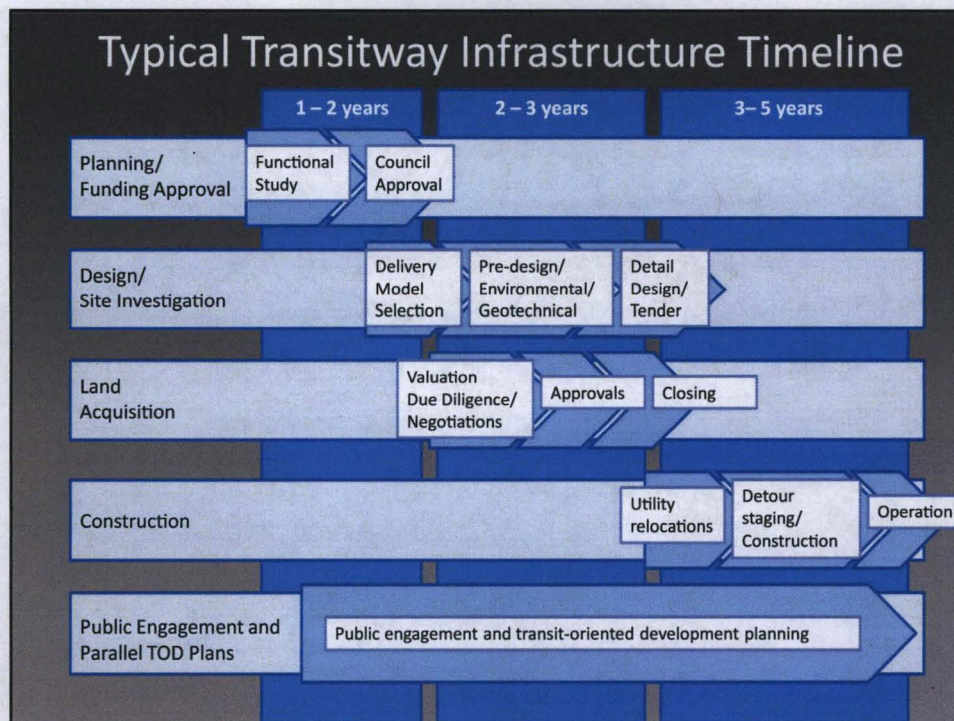 Typical Transitway Infrastructure Timeline
1 – 2 years
2 – 3 years
3– 5 years
Planning/
Funding Approval
Functional
Study
Council
Approval
Design/
Site Investigation
Delivery
Model
Selection
Pre-design/
Environmental/
Geotechnical
Detail
Design/
Tender
Land
Acquisition
Valuation
Due Diligence/
Negotiations
Approvals
Closing
Construction
Utility
relocations
Detour
staging/
Construction
Operation
Public Engagement and
Parallel TOD Plans
Public engagement and transit-oriented development planning